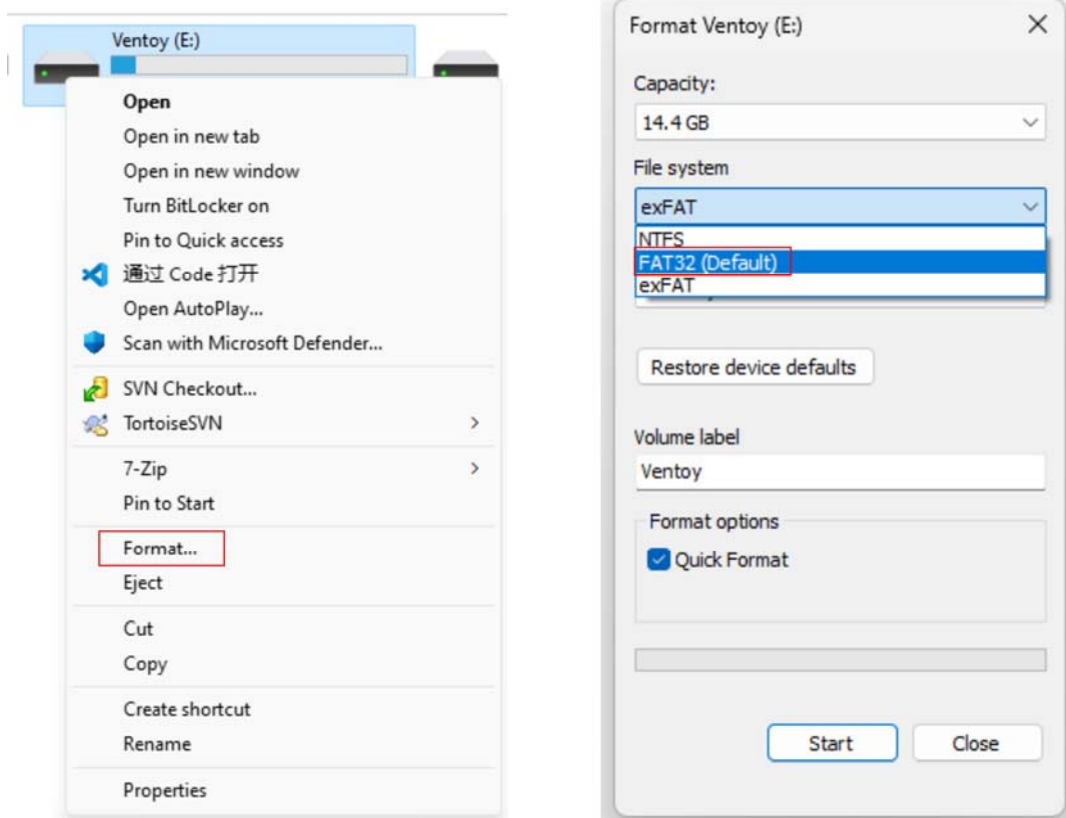 Ventoy (E:)
Open
Open in new tab
Open in new window
Turn BitLocker on
Pin to Quick access
通过 Code 打开
Open AutoPlay...
Scan with Microsoft Defender...
SVN Checkout...
TortoiseSVN
7-Zip
Pin to Start
Format...
Eject
Cut
Copy
Create shortcut
Rename
Properties
Format Ventoy (E:)
Capacity:
14.4 GB
File system
exFAT
NTFS
FAT32 (Default)
exFAT
Restore device defaults
Volume label
Ventoy
Format options
Quick Format
Start
Close